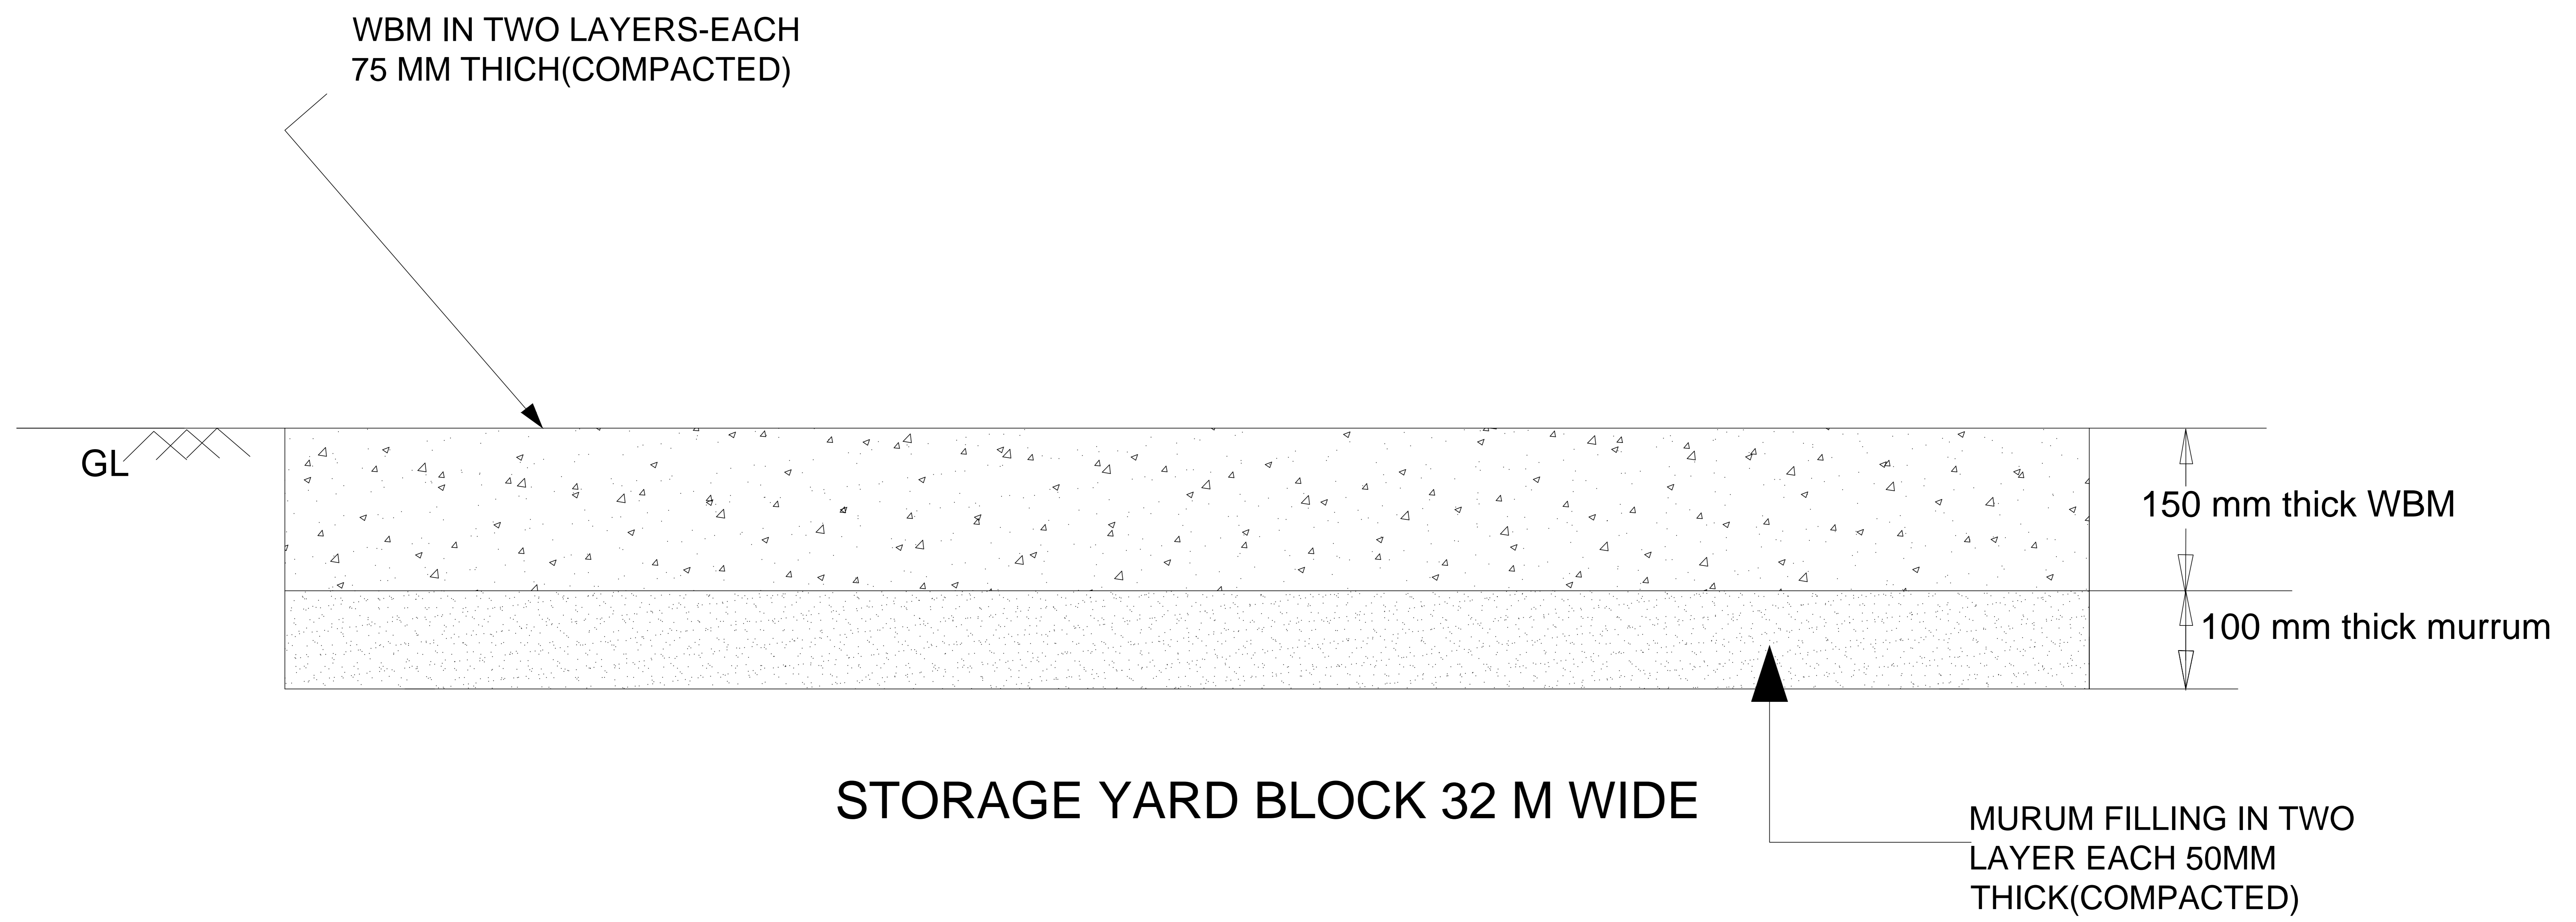 WBM IN TWO LAYERS-EACH
75 MM THICH(COMPACTED)
GL
150 mm thick WBM
100 mm thick murrum
STORAGE YARD BLOCK 32 M WIDE
MURUM FILLING IN TWO
LAYER EACH 50MM
THICK(COMPACTED)